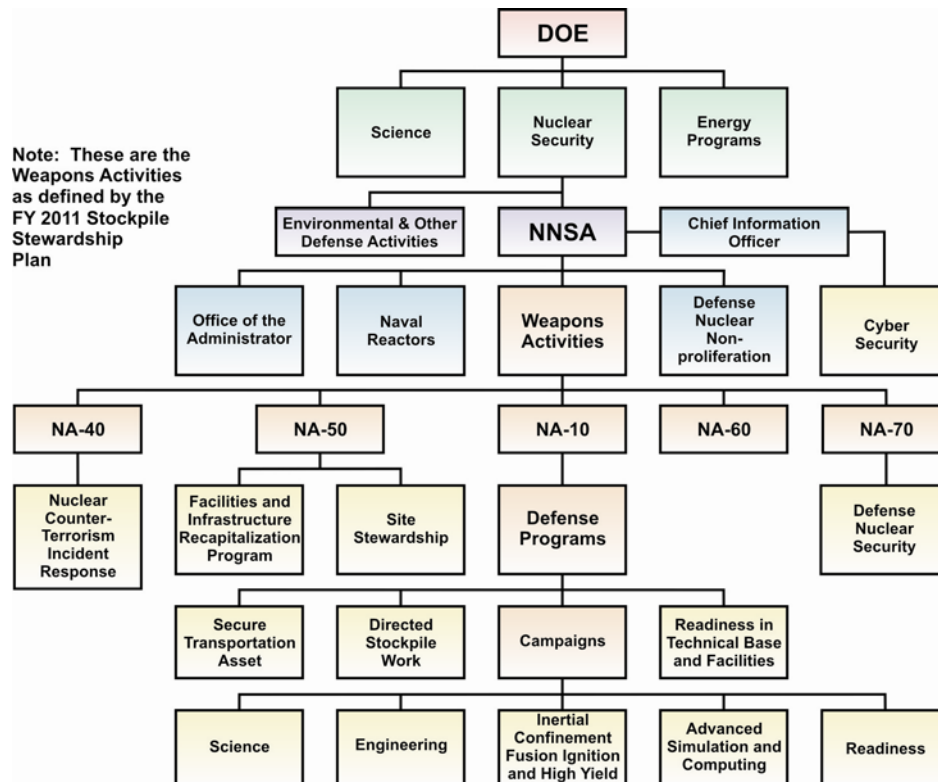 DOE
Science
Nuclear
Security
Energy
Programs
Note: These are the
Weapons Activities
as defined by the
FY 2011 Stockpile
Stewardship
Plan
Environmental & Other
Defense Activities
NNSA
Chief Information
Officer
Office of the
Administrator
Naval
Reactors
Weapons
Activities
Defense
Nuclear
Non-
proliferation
Cyber
Security
NA-40
NA-50
NA-10
NA-60
NA-70
Nuclear
Counter-
Terrorism
Incident
Response
Facilities and
Infrastructure
Recapitalization
Program
Site
Stewardship
Defense
Programs
Defense
Nuclear
Security
Secure
Transportation
Asset
Directed
Stockpile
Work
Campaigns
Readiness in
Technical Base
and Facilities
Science
Engineering
Inertial
Confinement
Fusion Ignition
and High Yield
Advanced
Simulation and
Computing
Readiness